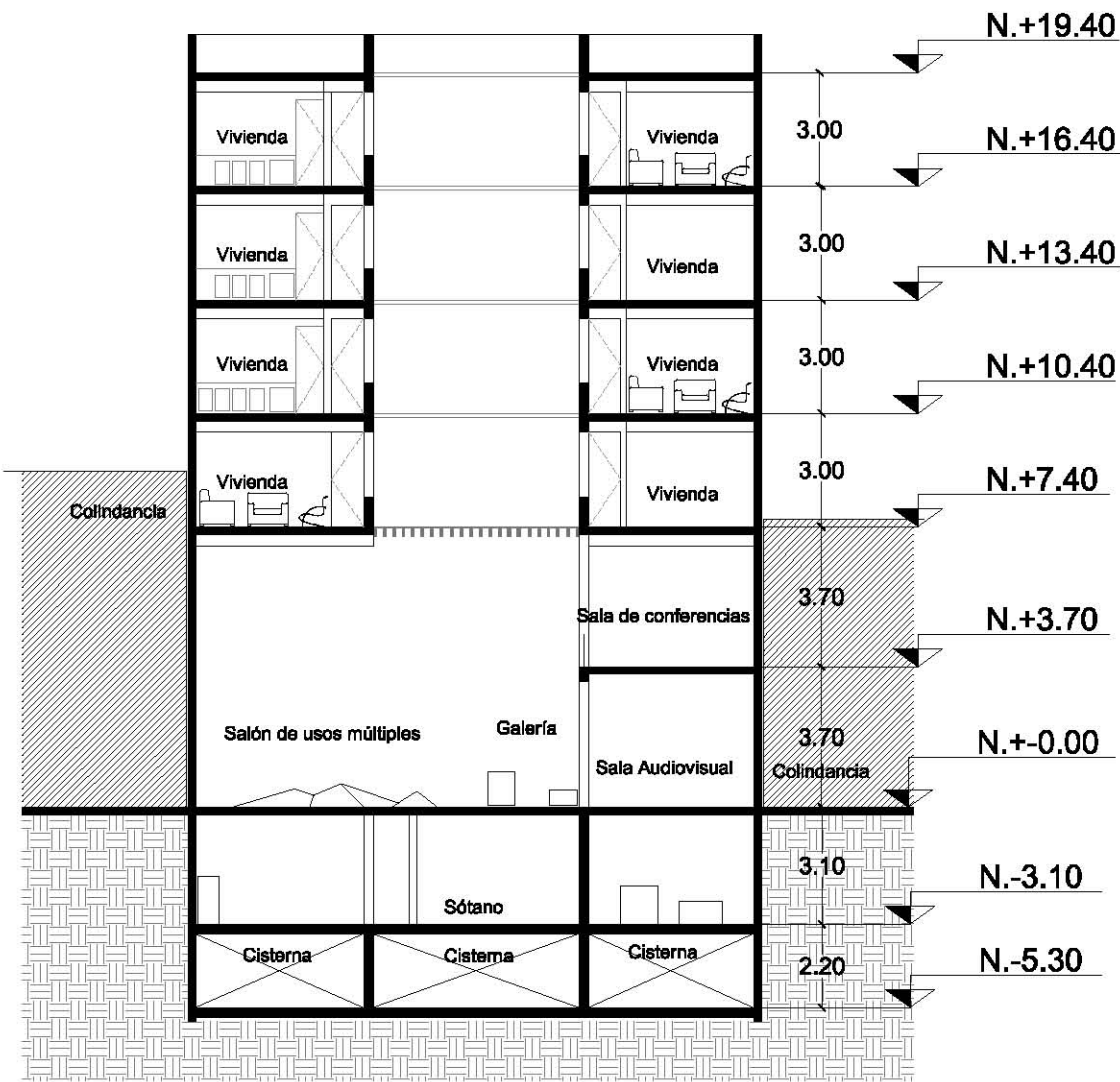 N.+19.40
Vivienda
Vivienda
3.00
N.+16.40
Vivienda
Vivienda
3.00
N.+13.40
Vivienda
Vivienda
3.00
N.+10.40
Vivienda
Vivienda
3.00
N.+7.40
Colindancia
Sala de conferencias
3.70
N.+3.70
Salón de usos múltiples
Galería
Sala Audiovisual
3.70
Colindancia
N.+-0.00
Sótano
3.10
N.-3.10
Cisterna
Cisterna
Cisterna
2.20
N.-5.30